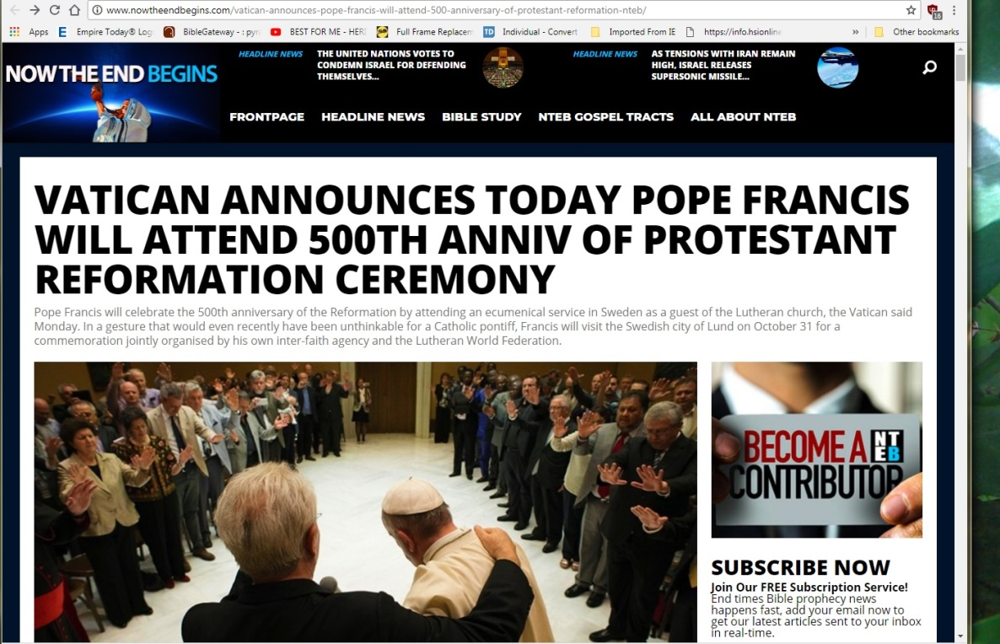 www.nowtheendbegins.com/vatican-announces-pope-francis-will-attend-500-anniversary-of-protestant-reformation-nteb/
16
Apps
E Empire Today® Log
BibleGateway - : pyr
BEST FOR ME - HERE
Full Frame Replacem
TD Individual - Convert
Imported From IE
https://info.hsionline
»
Other bookmarks
NOW THE END BEGINS
HEADLINE NEWS
THE UNITED NATIONS VOTES TO
CONDEMN ISRAEL FOR DEFENDING
THEMSELVES...
HEADLINE NEWS
AS TENSIONS WITH IRAN REMAIN
HIGH, ISRAEL RELEASES
SUPERSONIC MISSILE...
FRONTPAGE HEADLINE NEWS BIBLE STUDY NTEB GOSPEL TRACTS ALL ABOUT NTEB
VATICAN ANNOUNCES TODAY POPE FRANCIS
WILL ATTEND 500TH ANNIV OF PROTESTANT
REFORMATION CEREMONY
Pope Francis will celebrate the 500th anniversary of the Reformation by attending an ecumenical service in Sweden as a guest of the Lutheran church, the Vatican said
Monday. In a gesture that would even recently have been unthinkable for a Catholic pontiff, Francis will visit the Swedish city of Lund on October 31 for a
commemoration jointly organised by his own inter-faith agency and the Lutheran World Federation.
BECOME A NT
EB
CONTRIBUTOR
SUBSCRIBE NOW
Join Our FREE Subscription Service!
End times Bible prophecy news
happens fast, add your email now to
get our latest articles sent to your inbox
in real-time.